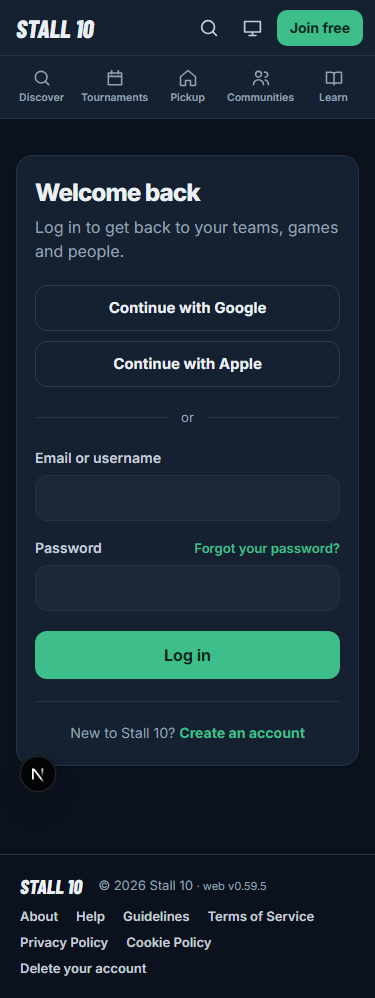 STALL 10
Join free
Discover
Tournaments
Pickup
Communities
Learn
Welcome back
Log in to get back to your teams, games
and people.
Continue with Google
Continue with Apple
or
Email or username
Password
Forgot your password?
Log in
New to Stall 10? Create an account
N
STALL 10 © 2026 Stall 10 · web v0.59.5
About Help Guidelines Terms of Service
Privacy Policy Cookie Policy
Delete your account